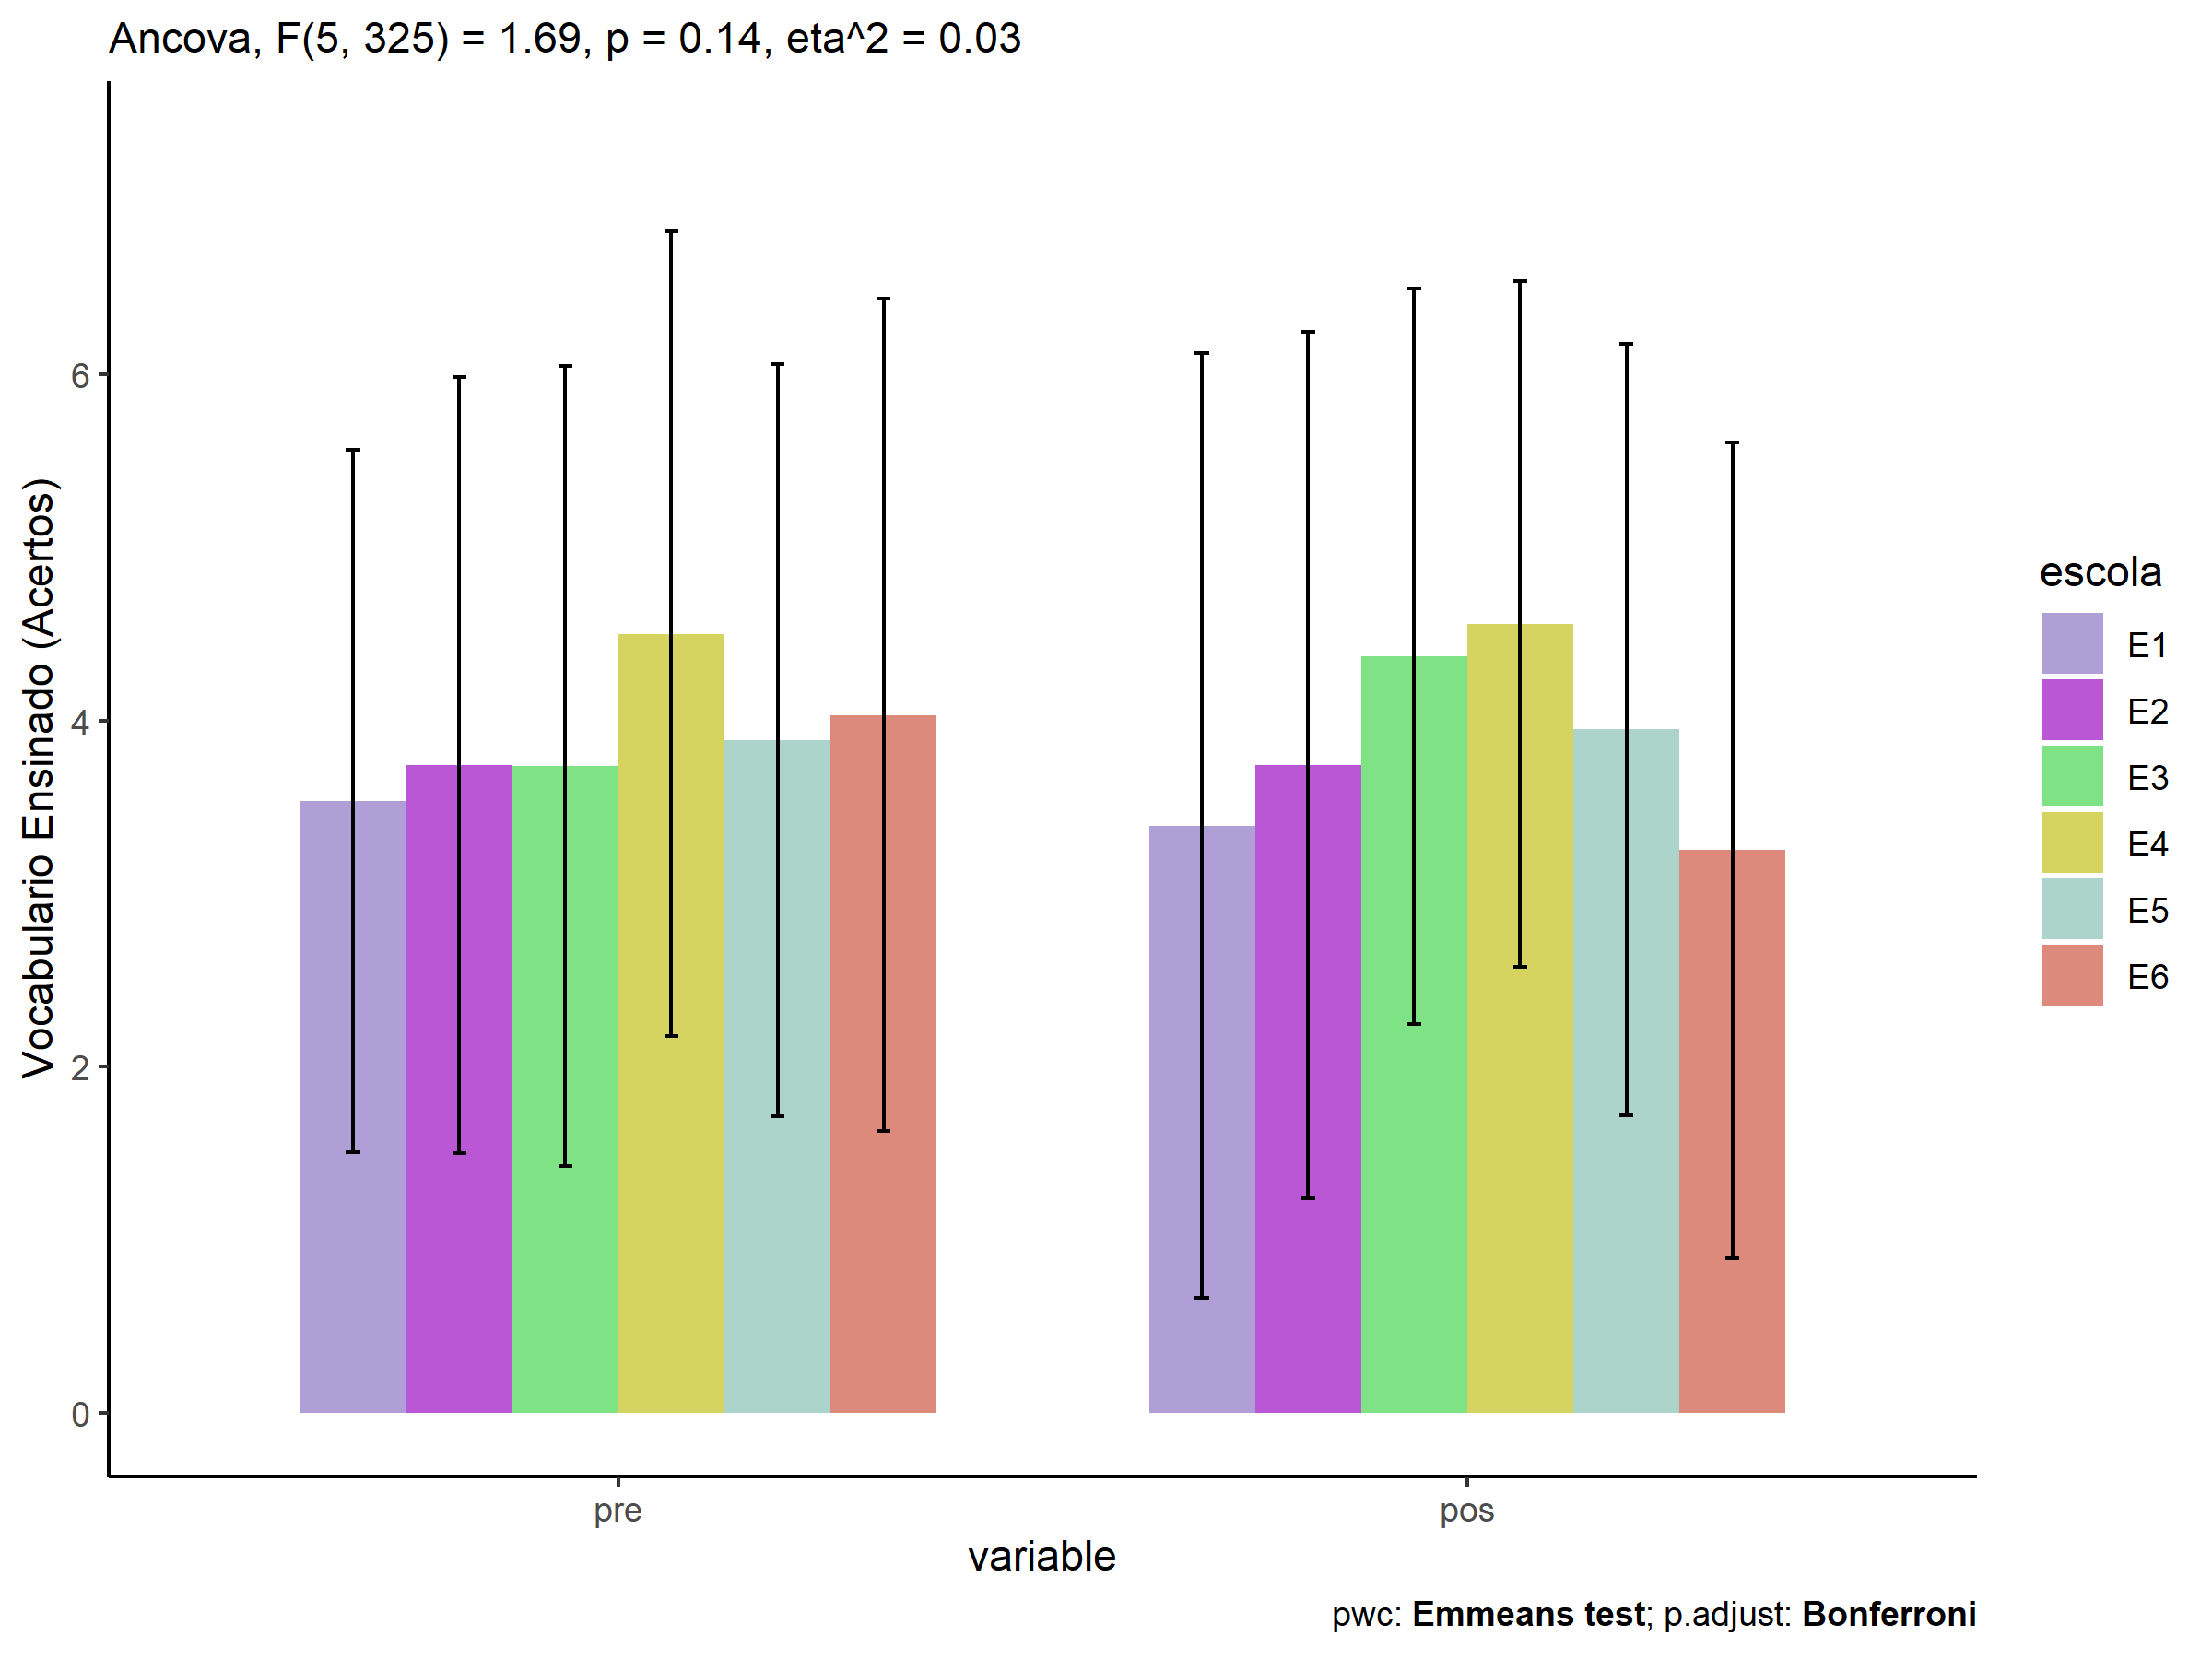 Ancova, F(5, 325) = 1.69, p = 0.14, eta^2 = 0.03
Vocabulario Ensinado (Acertos)
6
4
2
0
pre
pos
variable
escola
E1
E2
E3
E4
E5
E6
pwc: Emmeans test; p.adjust: Bonferroni